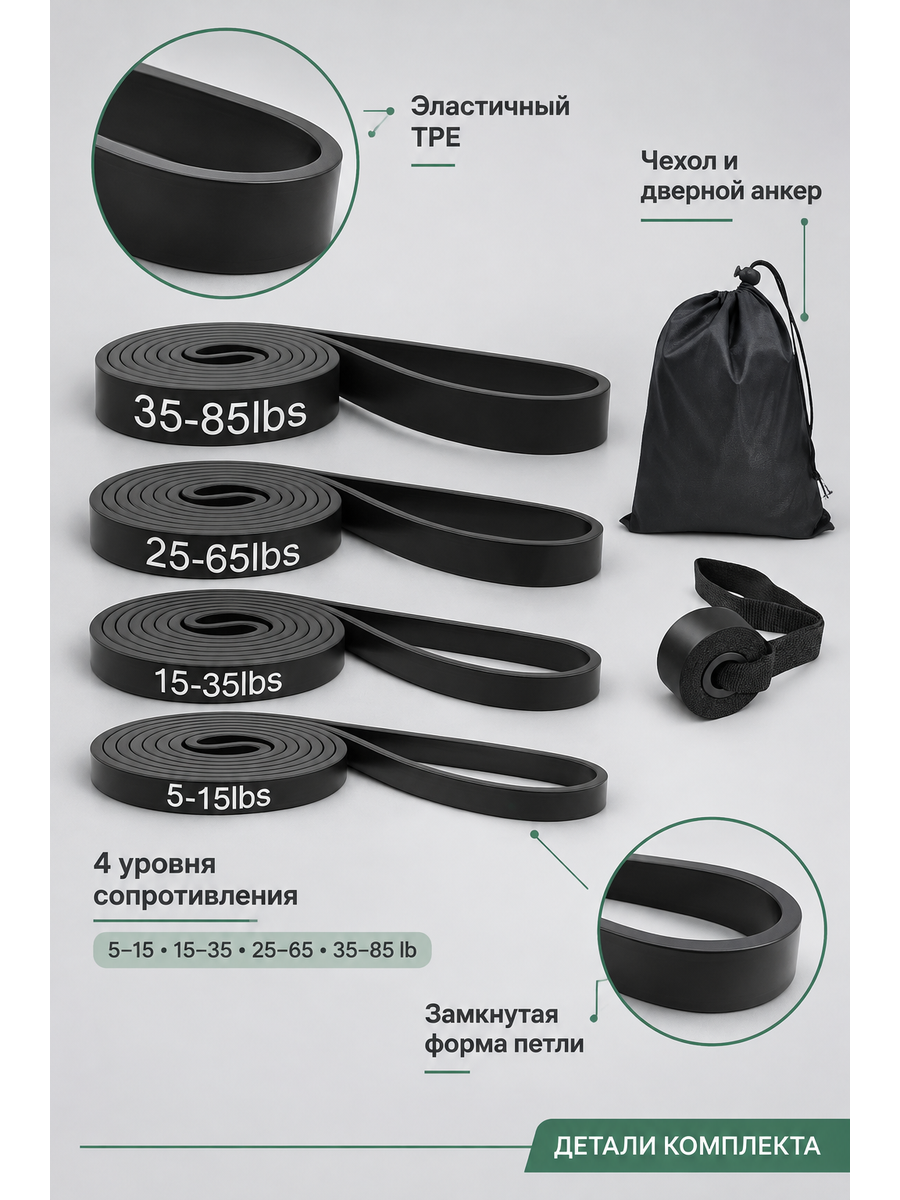 Эластичный
TPE
Чехол и
дверной анкер
35-85lbs
25-65lbs
15-35lbs
5-15lbs
4 уровня
сопротивления
5–15 • 15–35 • 25–65 • 35–85 lb
Замкнутая
форма петли
ДЕТАЛИ КОМПЛЕКТА